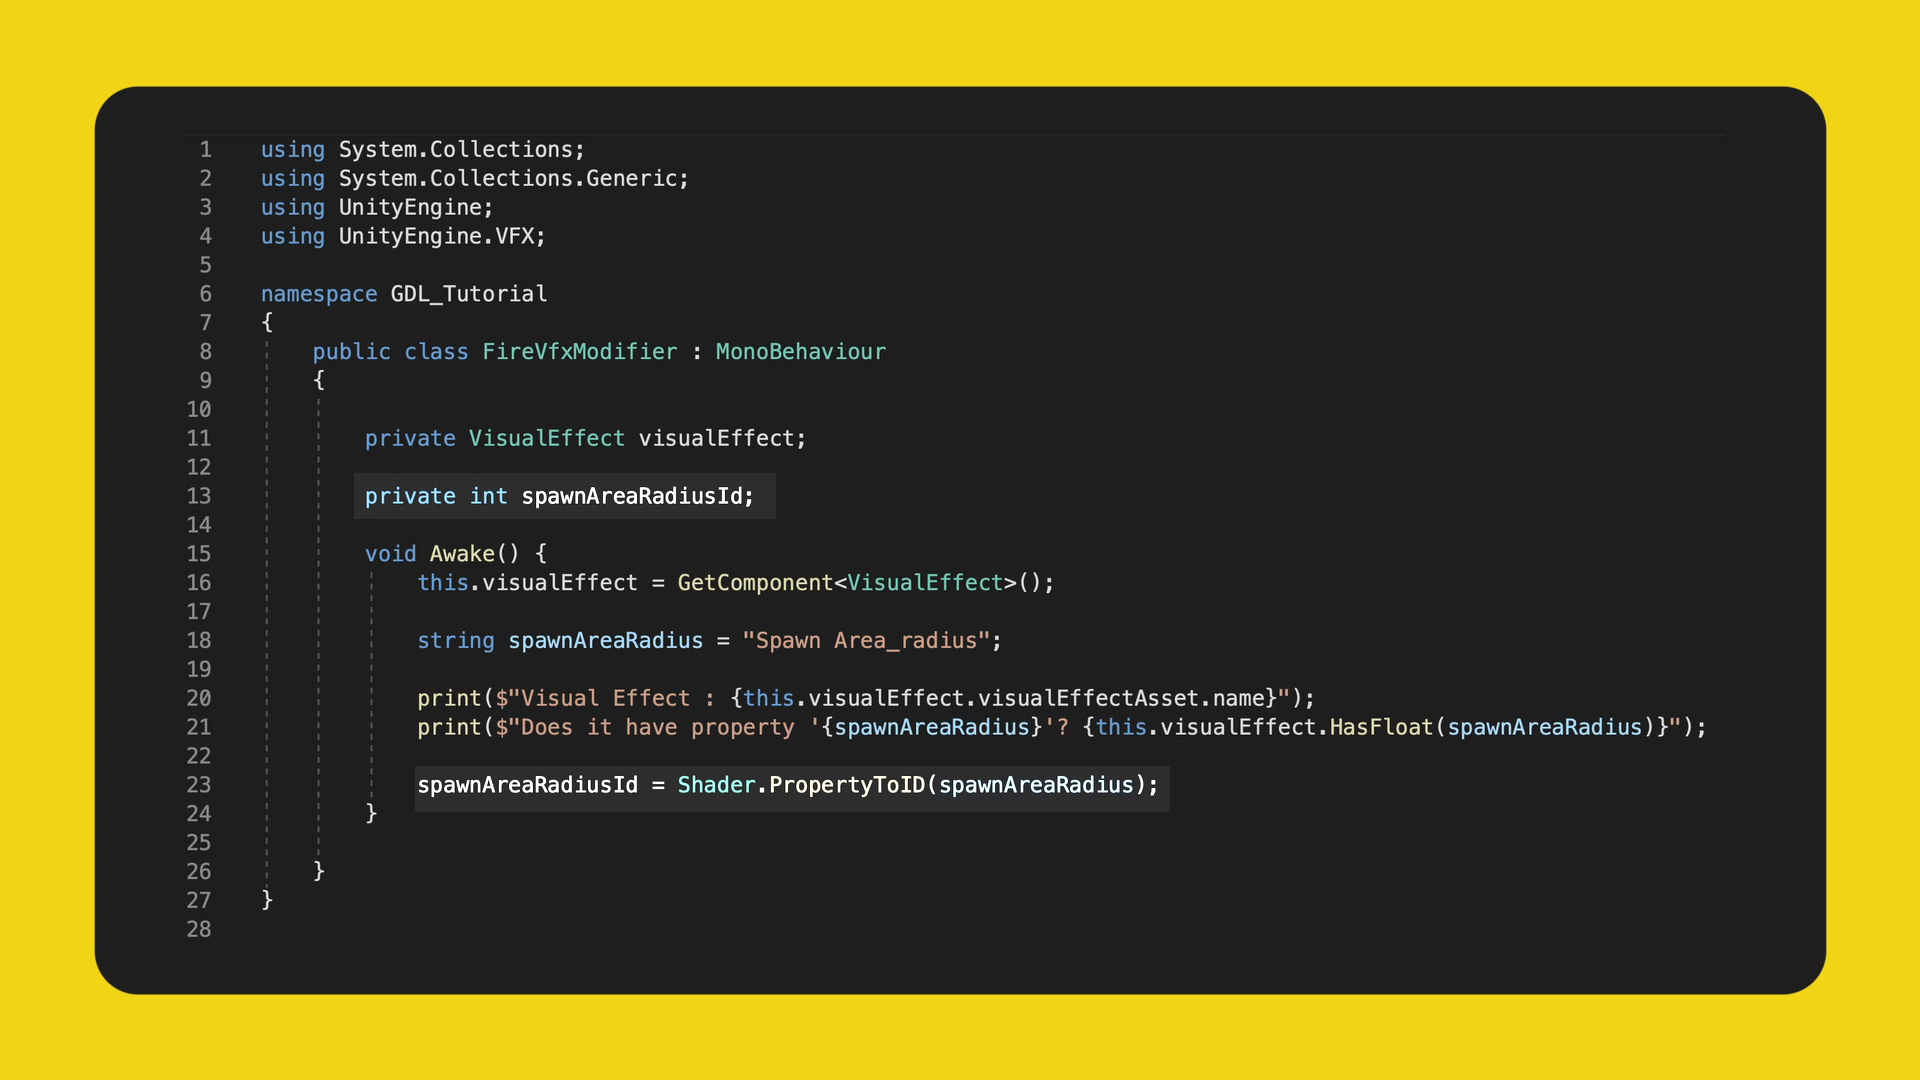 1 using System.Collections;
2 using System.Collections.Generic;
3 using UnityEngine;
4 using UnityEngine.VFX;
5
6 namespace GDL_Tutorial
7 {
8 public class FireVfxModifier : MonoBehaviour
9 {
10
11 private VisualEffect visualEffect;
12
13 private int spawnAreaRadiusId;
14
15 void Awake() {
16 this.visualEffect = GetComponent<VisualEffect>();
17
18 string spawnAreaRadius = "Spawn Area_radius";
19
20 print($"Visual Effect : {this.visualEffect.visualEffectAsset.name}");
21 print($"Does it have property '{spawnAreaRadius}'? {this.visualEffect.HasFloat(spawnAreaRadius)}");
22
23 spawnAreaRadiusId = Shader.PropertyToID(spawnAreaRadius);
24 }
25
26 }
27 }
28